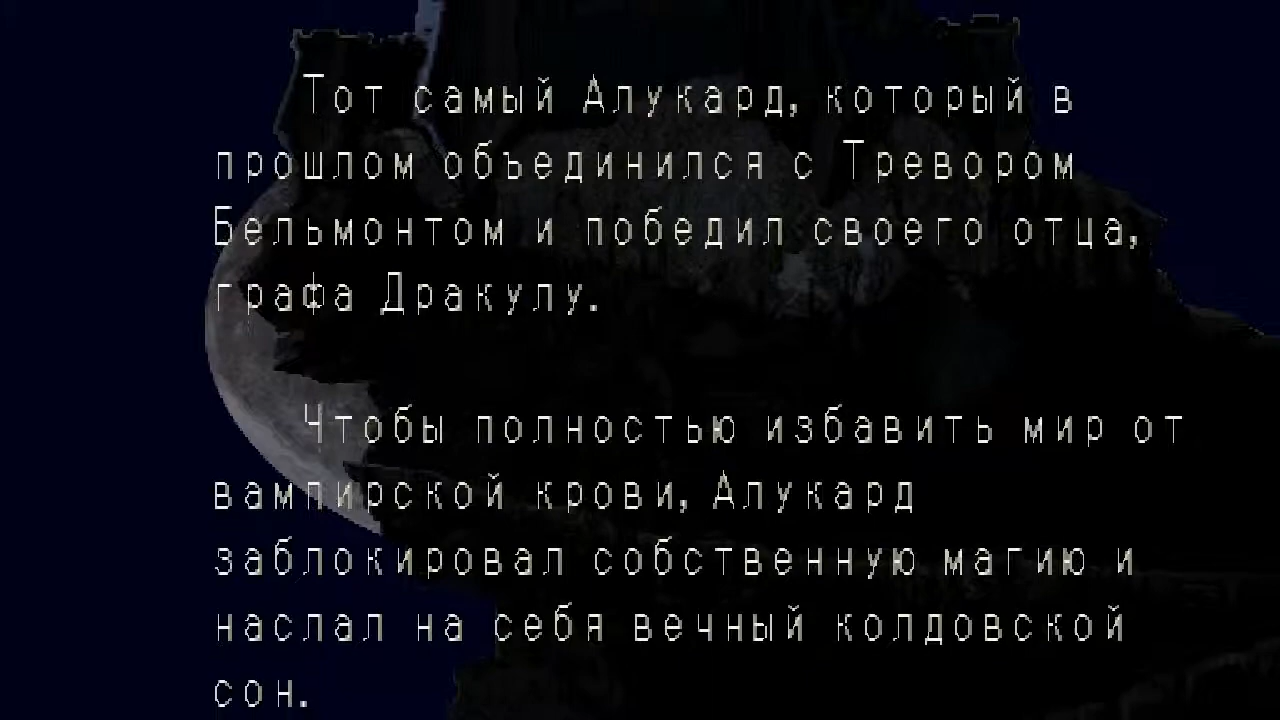 Тот самый Алукард, который в
прошлом объединился с Тревором
Бельмонтом и победил своего отца,
графа Дракулу.
Чтобы полностью избавить мир от
вампирской крови, Алукард
заблокировал собственную магию и
наслал на себя вечный колдовской
сон.